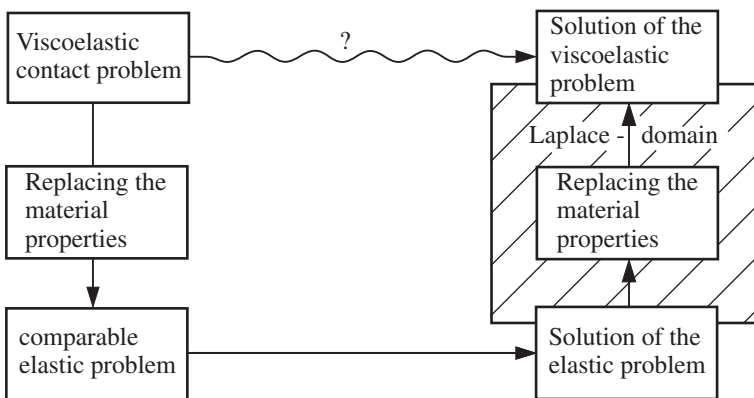 Viscoelastic
contact problem
?
Solution of the
viscoelastic
problem
Laplace - domain
Replacing the
material
properties
Replacing the
material
properties
comparable
elastic problem
Solution of the
elastic problem